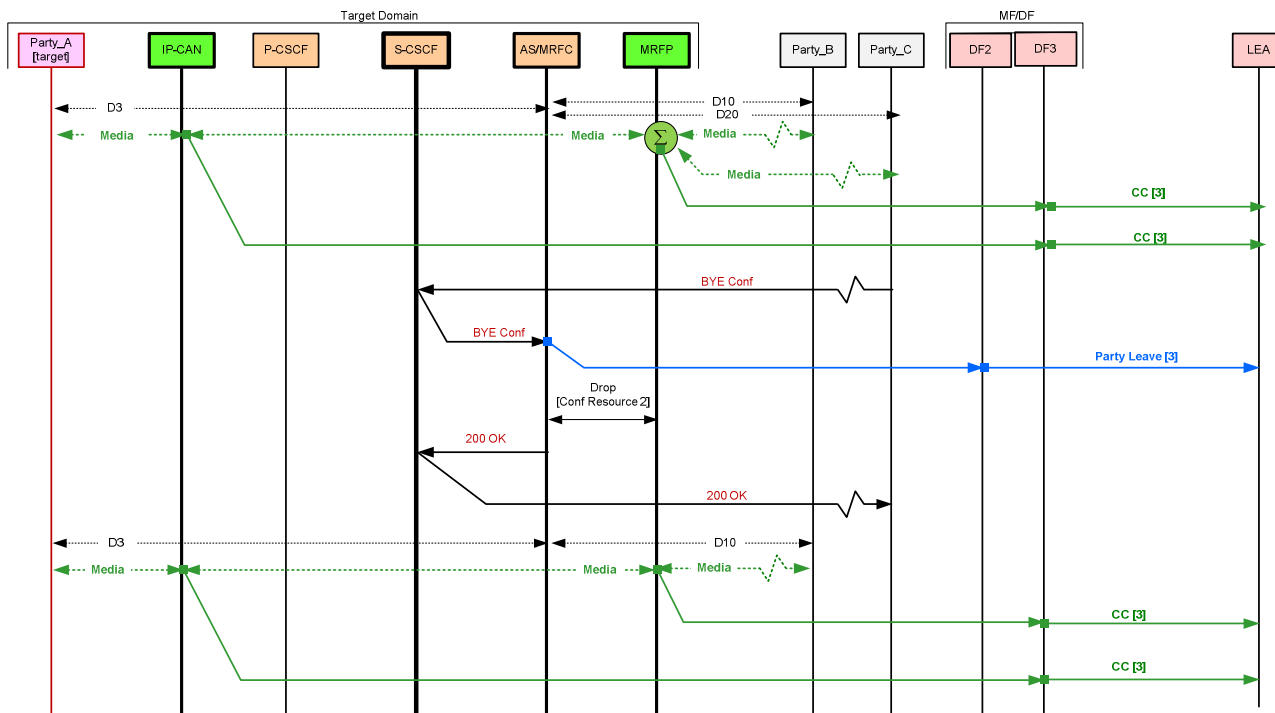 Target Domain
MF/DF
Party_A
[target]
IP-CAN
P-CSCF
S-CSCF
AS/MRFC
MRFP
Party_B
Party_C
DF2
DF3
LEA
D3
D10
D20
Media
Media
Media
Σ
Media
CC [3]
CC [3]
BYE Conf
BYE Conf
Party Leave [3]
Drop
[Conf Resource 2]
200 OK
200 OK
D3
D10
Media
Media
Media
CC [3]
CC [3]